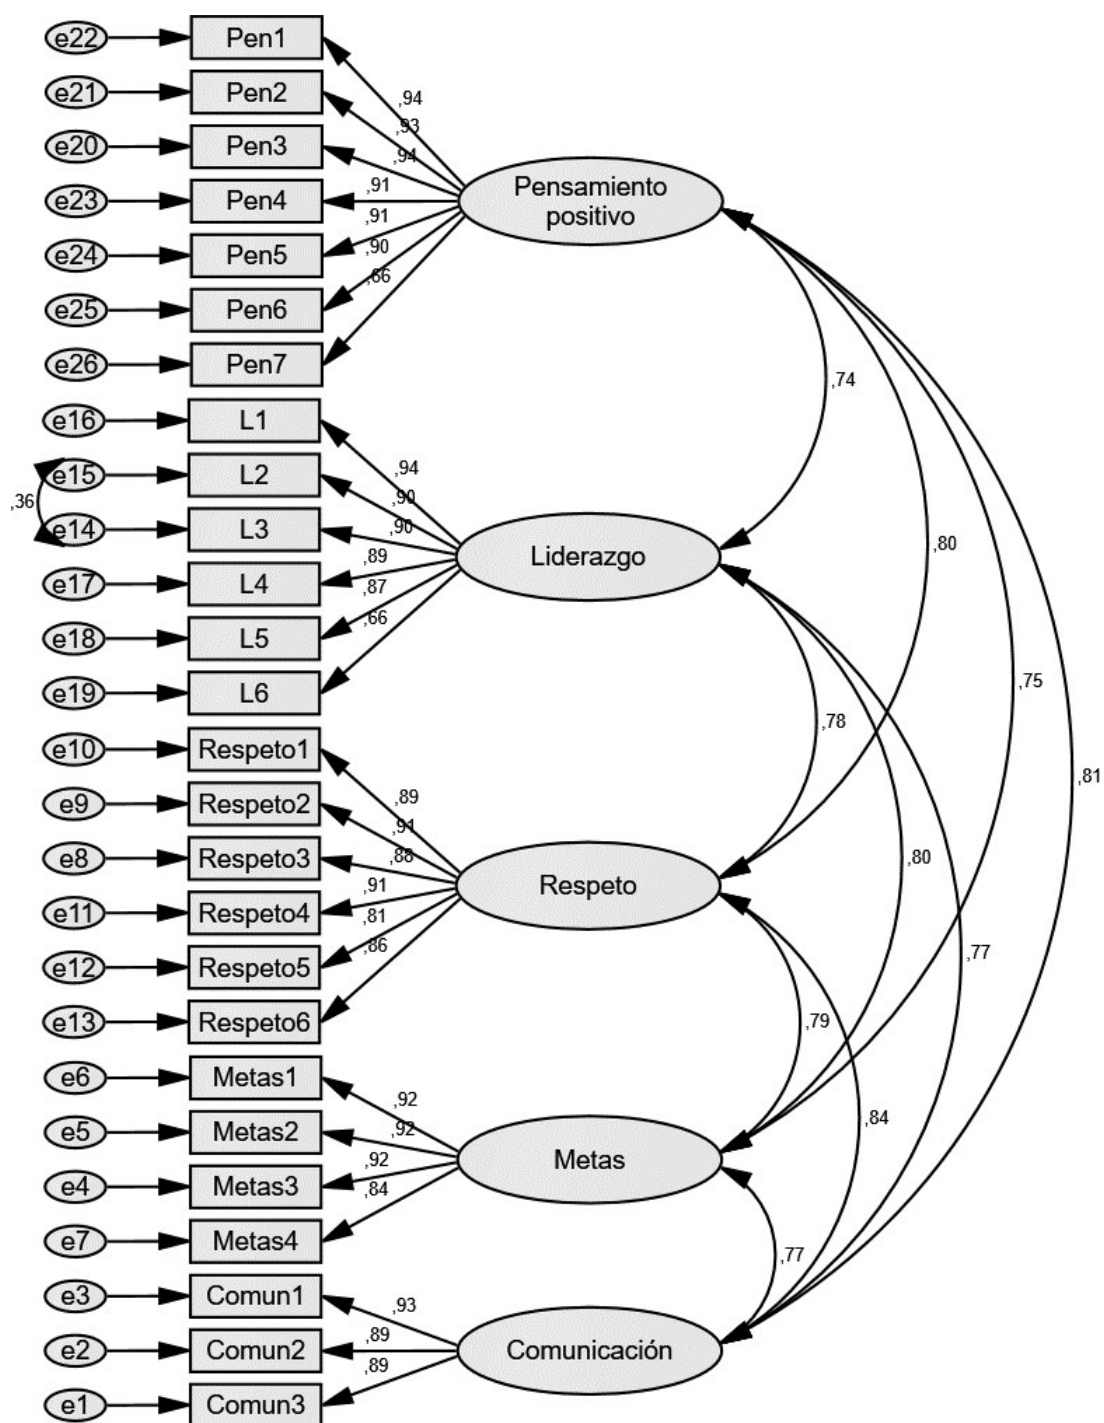 e22 Pen1
,94
e21 Pen2
,93
e20 Pen3
,94
e23 Pen4
,91
Pensamiento
positivo
e24 Pen5
,91
e25 Pen6
,90
e26 Pen7
,66
,74
e16 L1
,94
e15 L2
,90
,36
e14 L3
,90
e17 L4
,89
Liderazgo
,80
e18 L5
,87
e19 L6
,66
,75
,78
e10 Respeto1
,89
,81
e9 Respeto2
,91
e8 Respeto3
,88
,80
e11 Respeto4
,91
Respeto
e12 Respeto5
,81
,77
e13 Respeto6
,86
,79
e6 Metas1
,92
e5 Metas2
,92
,84
e4 Metas3
,92
Metas
e7 Metas4
,84
,77
e3 Comun1
,93
e2 Comun2
,89
Comunicación
e1 Comun3
,89